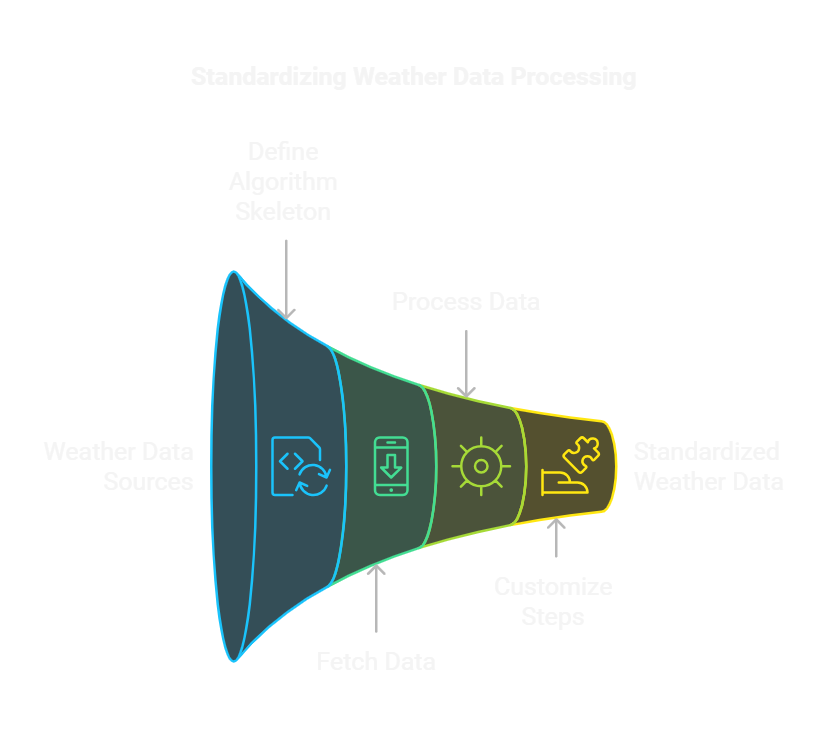 Standardizing Weather Data Processing
Define
Algorithm
Skeleton
Process Data
Weather Data
Sources
Standardized
Weather Data
Customize
Steps
Fetch Data